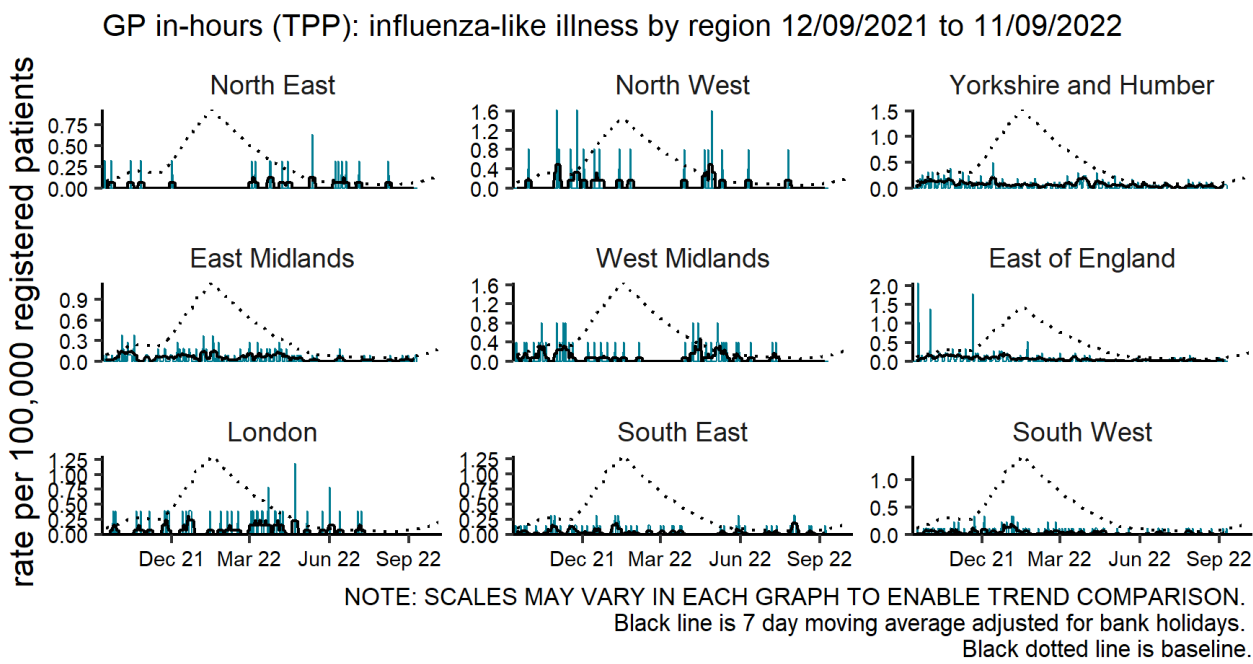 GP in-hours (TPP): influenza-like illness by region 12/09/2021 to 11/09/2022
rate per 100,000 registered patients
North East
0.75
0.50
0.25
0.00
North West
1.6
1.2
0.8
0.4
0.0
Yorkshire and Humber
1.5
1.0
0.5
0.0
East Midlands
0.9
0.6
0.3
0.0
West Midlands
1.6
1.2
0.8
0.4
0.0
East of England
2.0
1.5
1.0
0.5
0.0
London
1.25
1.00
0.75
0.50
0.25
0.00
Dec 21 Mar 22 Jun 22 Sep 22
South East
1.25
1.00
0.75
0.50
0.25
0.00
Dec 21 Mar 22 Jun 22 Sep 22
South West
1.0
0.5
0.0
Dec 21 Mar 22 Jun 22 Sep 22
NOTE: SCALES MAY VARY IN EACH GRAPH TO ENABLE TREND COMPARISON.
Black line is 7 day moving average adjusted for bank holidays.
Black dotted line is baseline.